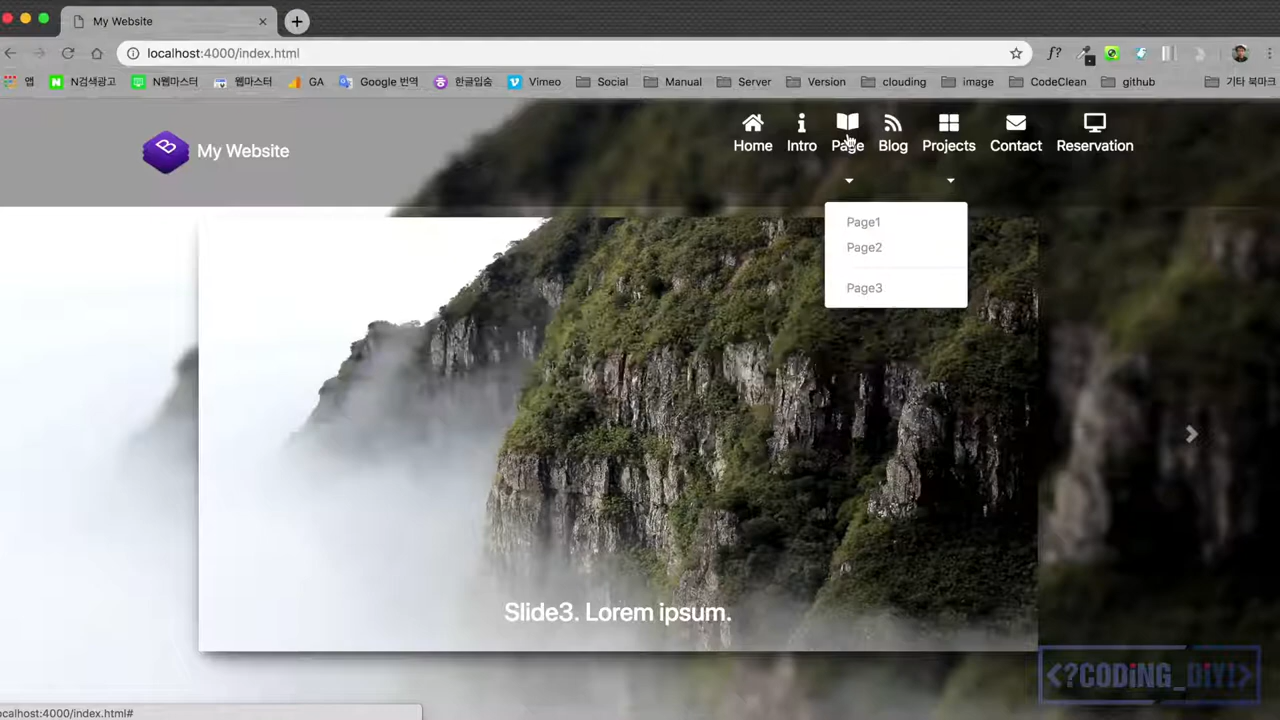 My Website
localhost:4000/index.html
f?
앱 N검색광고 N웹마스터 웹마스터 GA Google 번역 한글입숨 Vimeo Social Manual Server Version clouding image CodeClean github 기타 북마크
My Website
Home Intro Page Blog Projects Contact Reservation
Page1
Page2
Page3
Slide3. Lorem ipsum.
<?CODiNG_DiY!>
ocalhost:4000/index.html#